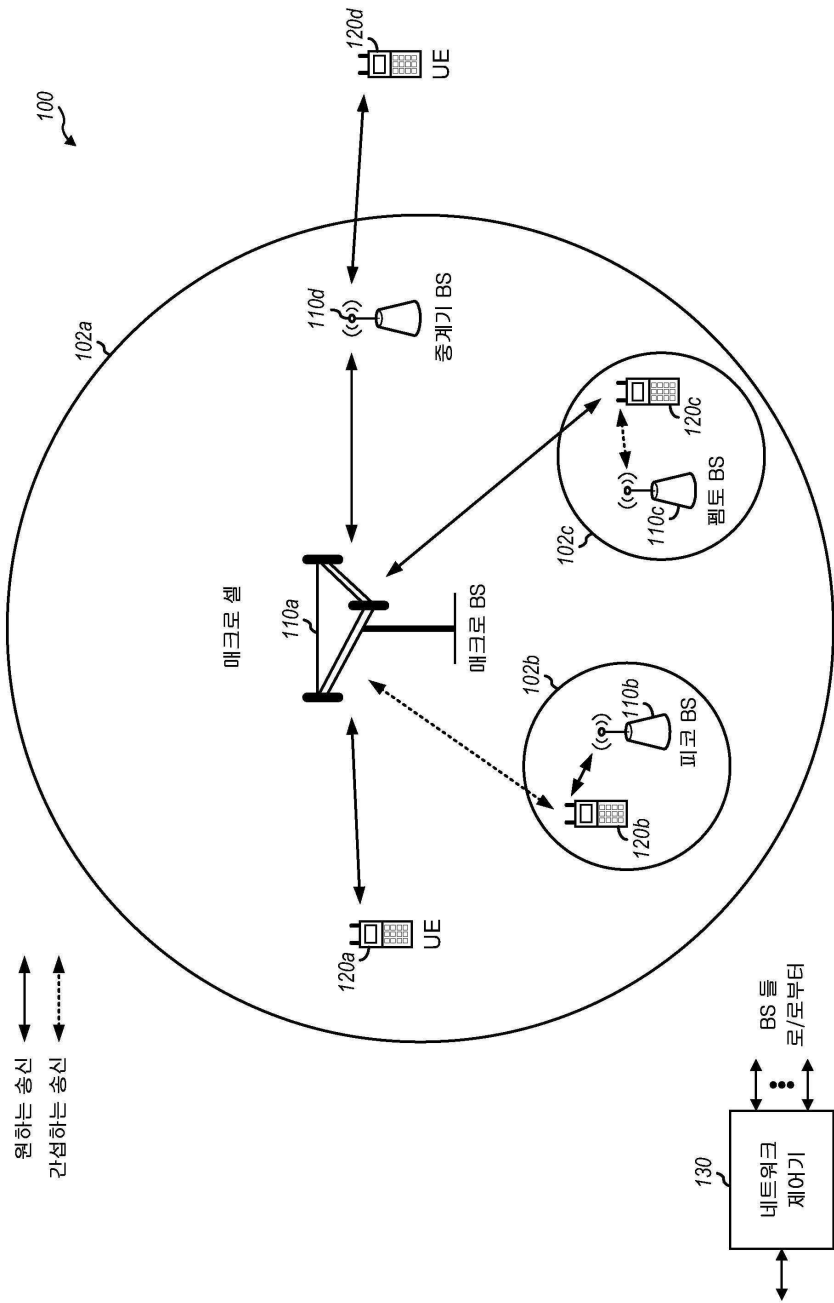 100
원하는 송신
간섭하는 송신
102a
매크로 셀
110a
매크로 BS
120a
UE
110d
중계기 BS
120d
UE
102b
110b
피코 BS
120b
102c
110c
펨토 BS
120c
130
네트워크
제어기
BS 들
로/로부터